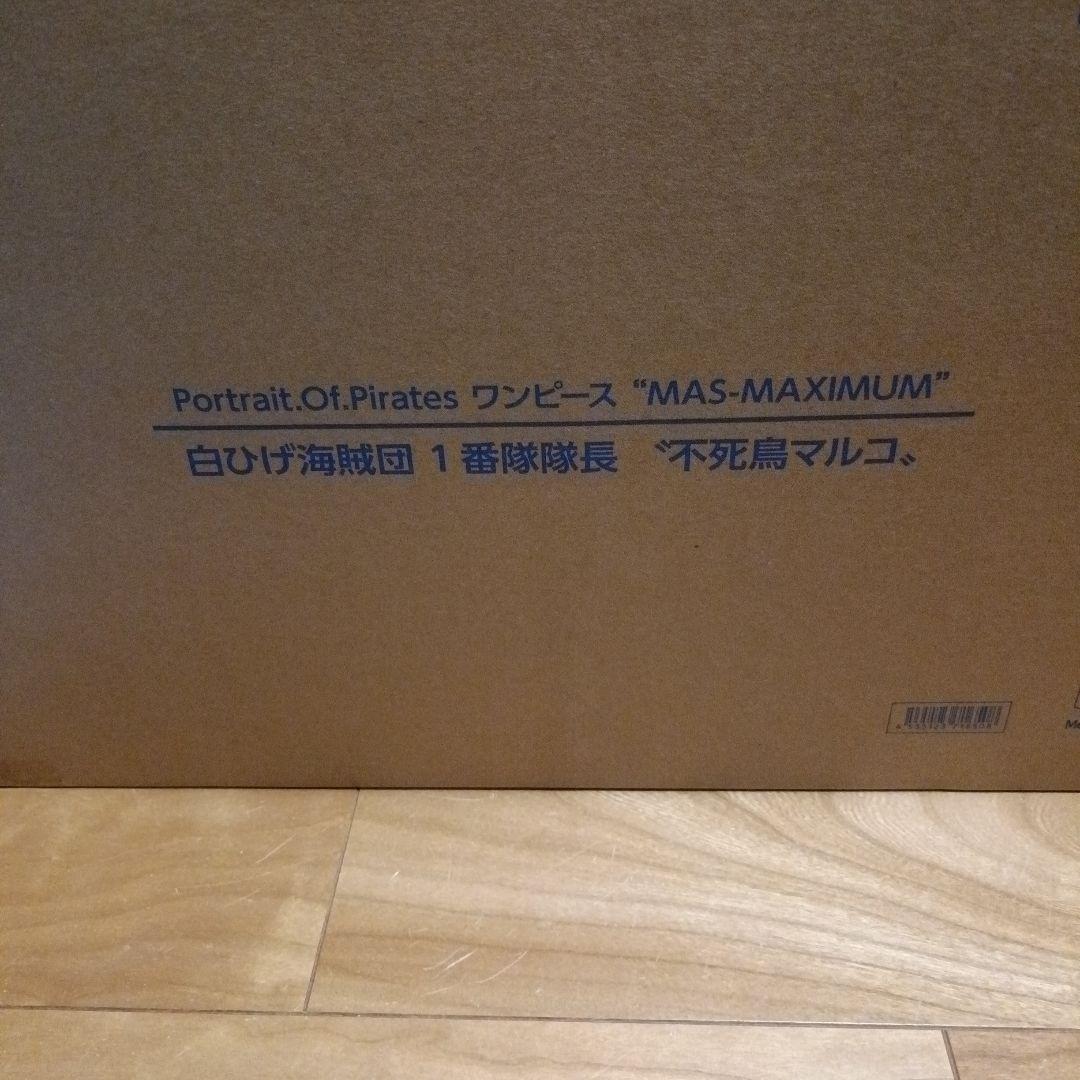 Portrait.Of.Pirates ワンピース “MAS-MAXIMUM”
白ひげ海賊団 1番隊隊長 〝不死鳥マルコ〟